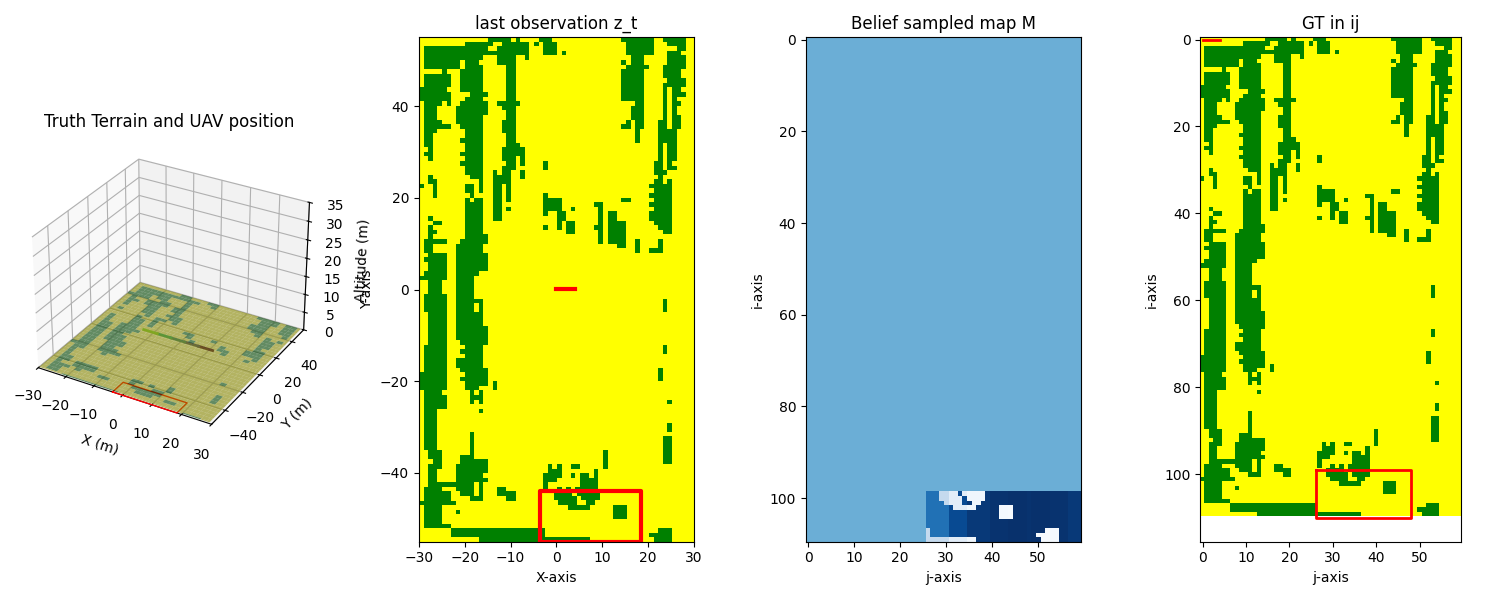 Truth Terrain and UAV position
35
30
25
20
15
10
5
0
Altitude (m)
−30
−20
−10
0
10
20
30
X (m)
−40
−20
0
20
40
Y (m)
last observation z_t
40
20
0
−20
−40
Y-axis
−30 −20 −10 0 10 20 30
X-axis
Belief sampled map M
0
20
40
60
80
100
i-axis
0 10 20 30 40 50
j-axis
GT in ij
0
20
40
60
80
100
i-axis
0 10 20 30 40 50
j-axis